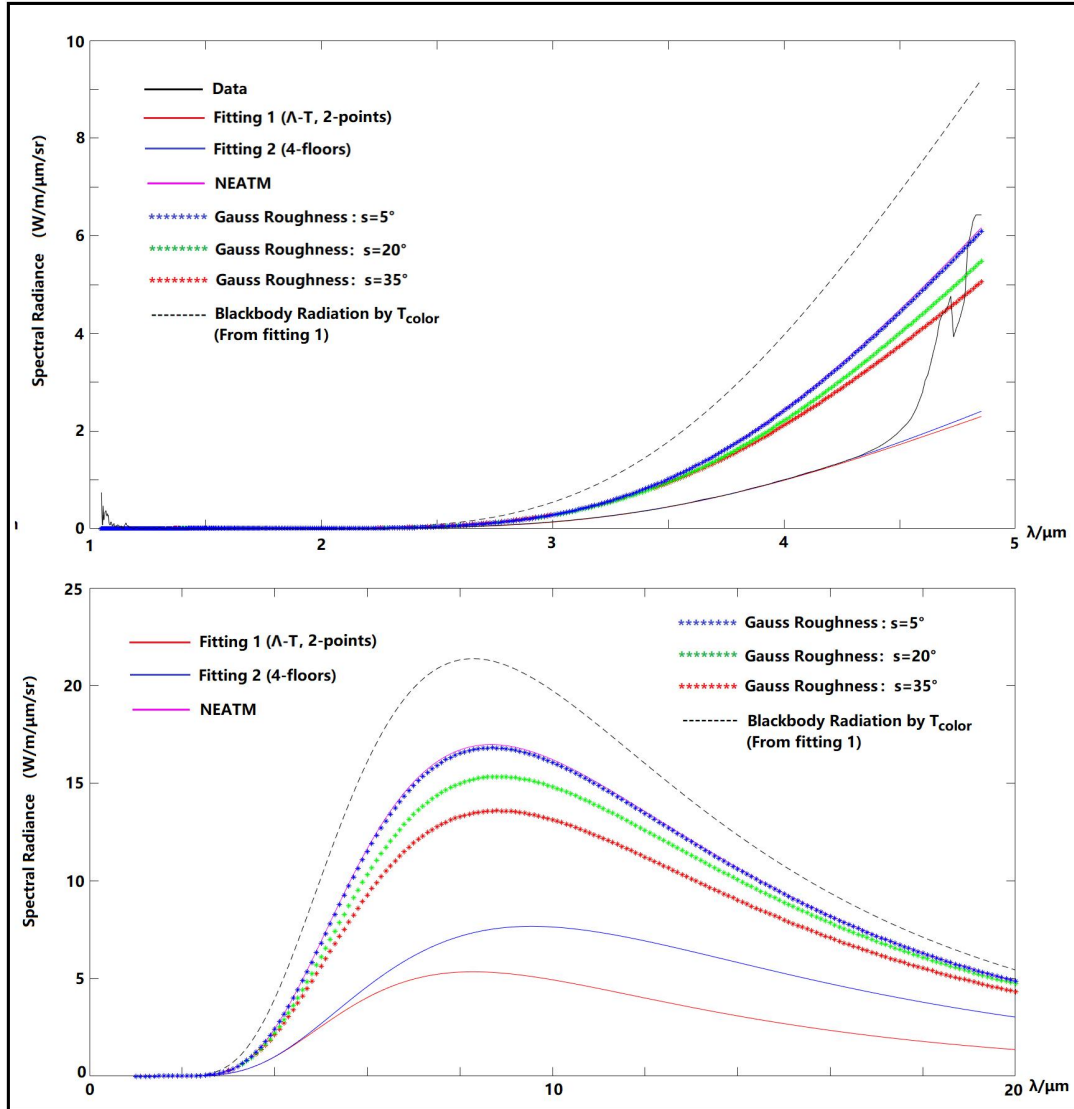 10
8
6
4
2
0
Spectral Radiance (W/m/μm/sr)
Data
Fitting 1 (Λ-T, 2-points)
Fitting 2 (4-floors)
NEATM
Gauss Roughness : s=5°
Gauss Roughness: s=20°
Gauss Roughness: s=35°
Blackbody Radiation by Tcolor
(From fitting 1)
1
2
3
4
5
λ/μm
25
20
15
10
5
0
Spectral Radiance (W/m/μm/sr)
Fitting 1 (Λ-T, 2-points)
Fitting 2 (4-floors)
NEATM
Gauss Roughness : s=5°
Gauss Roughness: s=20°
Gauss Roughness: s=35°
Blackbody Radiation by Tcolor
(From fitting 1)
0
10
20
λ/μm